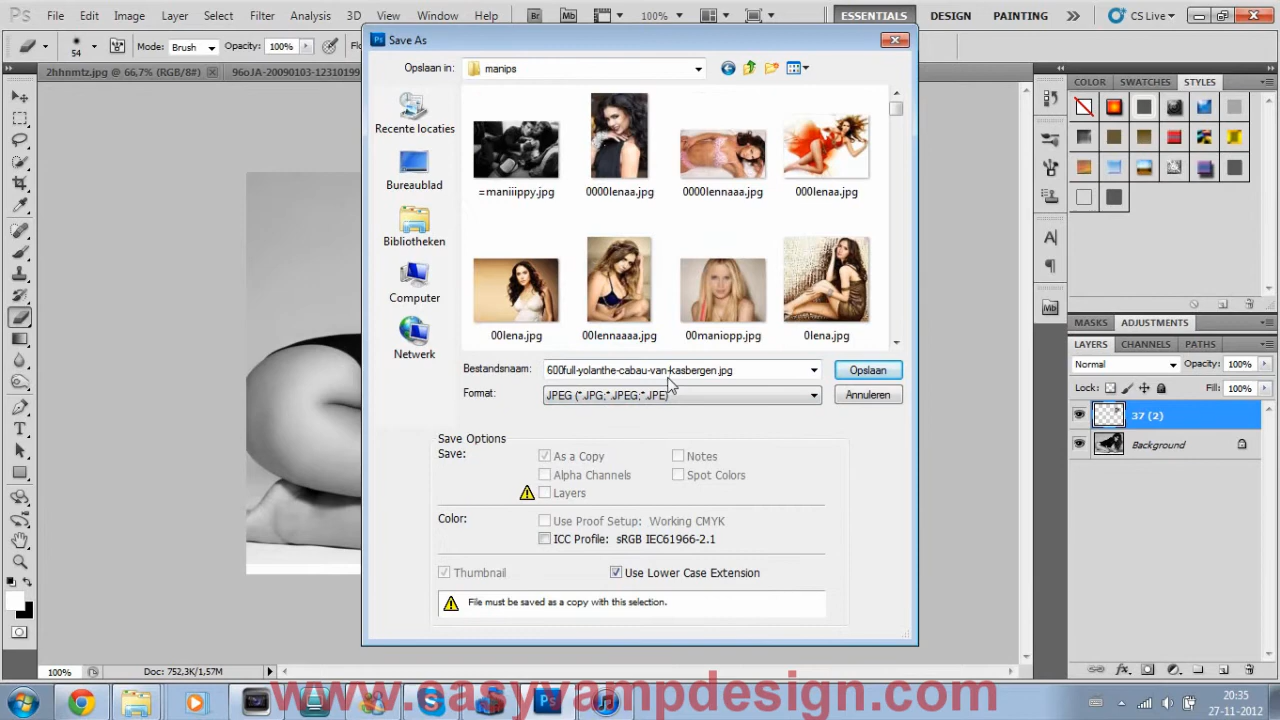 Ps File Edit Image Layer Select Filter Analysis 3D View Window Help Br Mb 100% ESSENTIALS DESIGN PAINTING CS Live
54 Mode: Brush Opacity: 100%
2hhnmtz.jpg @ 66,7% (RGB/8#) 96oJA-20090103-12310199
Save As
Opslaan in: manips
Recente locaties
Bureaublad
Bibliotheken
Computer
Netwerk
=maniiippy.jpg 0000lenaa.jpg 0000lennaaa.jpg 000lenaa.jpg
00lena.jpg 00lennaaaa.jpg 00maniopp.jpg 0lena.jpg
Bestandsnaam: 600full-yolanthe-cabau-van-kasbergen.jpg Opslaan
Format: JPEG (*.JPG;*.JPEG;*.JPE) Annuleren
Save Options
Save: As a Copy Notes
Alpha Channels Spot Colors
Layers
Color: Use Proof Setup: Working CMYK
ICC Profile: sRGB IEC61966-2.1
Thumbnail Use Lower Case Extension
File must be saved as a copy with this selection.
COLOR SWATCHES STYLES
MASKS ADJUSTMENTS
LAYERS CHANNELS PATHS
Normal Opacity: 100%
Lock: Fill: 100%
37 (2)
Background
100% Doc: 752,3K/1,57M
www.easyvampdesign.com
20:35
27-11-2012